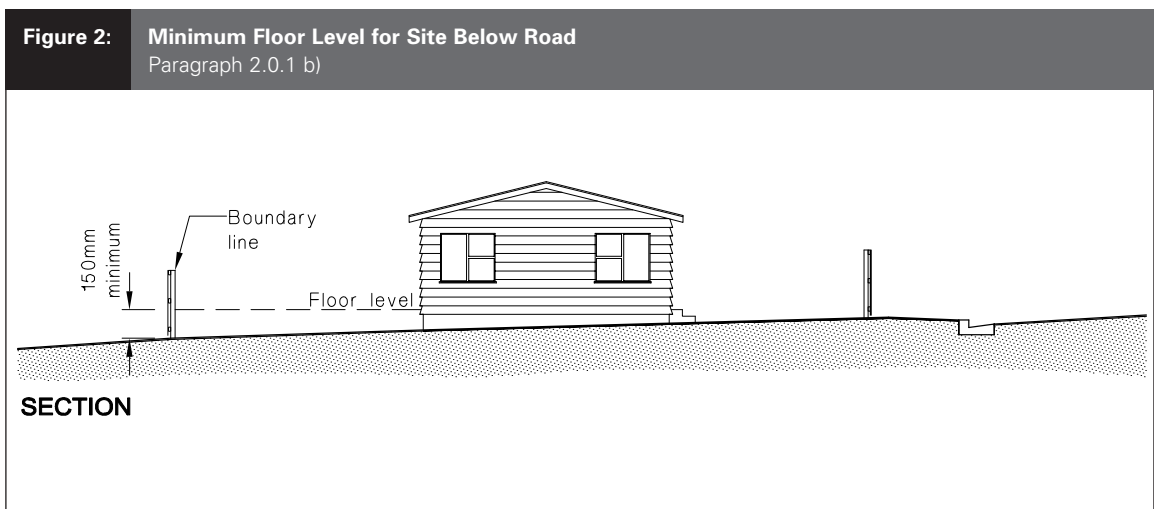 Figure 2:
Minimum Floor Level for Site Below Road
Paragraph 2.0.1 b)
Boundary
line
150mm
minimum
Floor level
SECTION